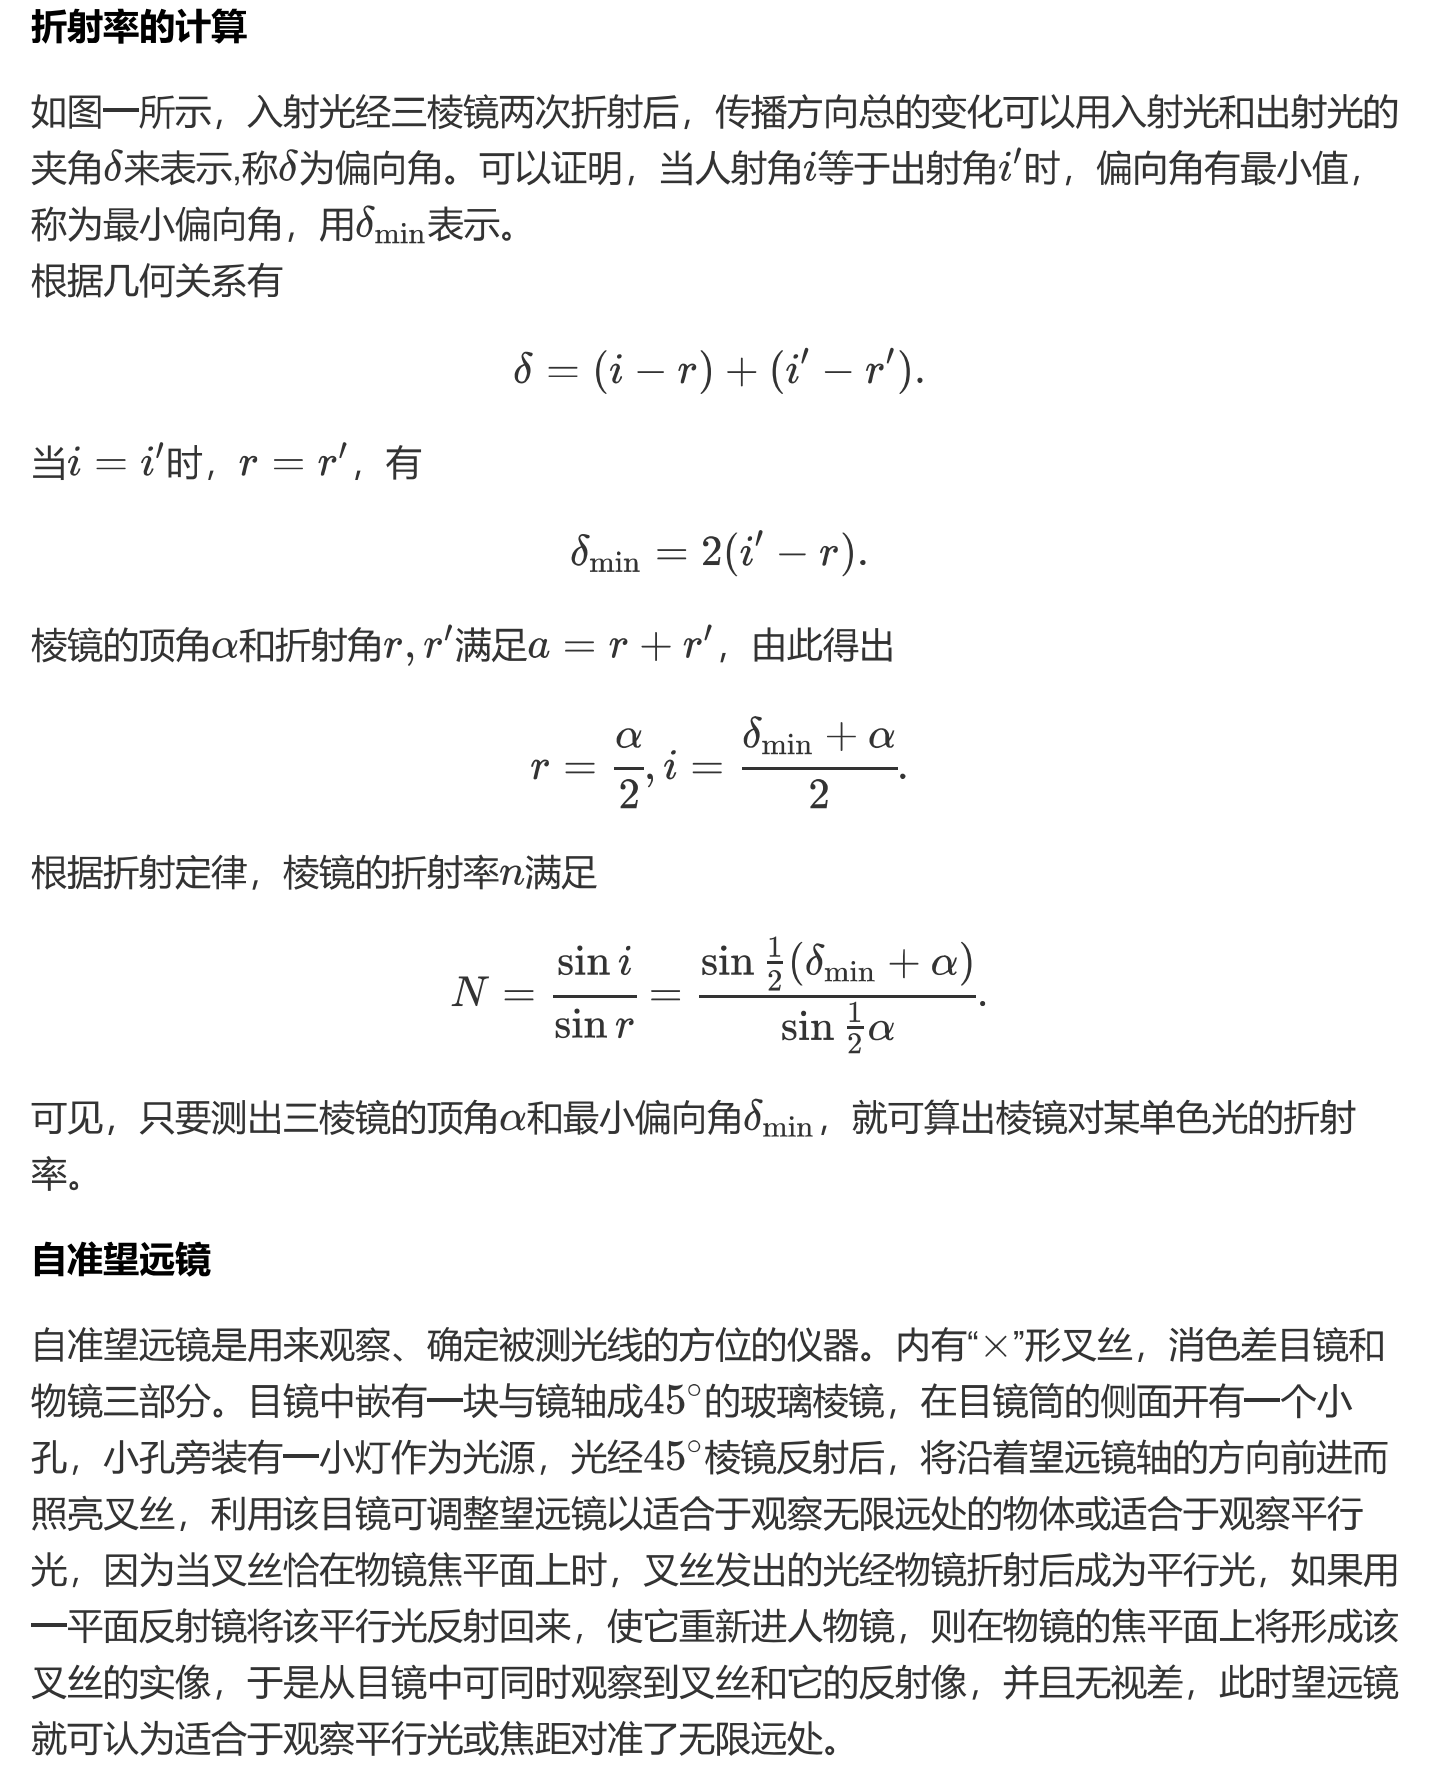 折射率的计算
如图一所示，入射光经三棱镜两次折射后，传播方向总的变化可以用入射光和出射光的
夹角δ来表示,称δ为偏向角。可以证明，当人射角i等于出射角i′时，偏向角有最小值，
称为最小偏向角，用δ_min表示。
根据几何关系有
δ = (i − r) + (i′ − r′).
当i = i′时，r = r′，有
δ_min = 2(i′ − r).
棱镜的顶角α和折射角r, r′满足a = r + r′，由此得出
r = α/2, i = (δ_min + α)/2.
根据折射定律，棱镜的折射率n满足
N = sin i / sin r = sin ½(δ_min + α) / sin ½α.
可见，只要测出三棱镜的顶角α和最小偏向角δ_min，就可算出棱镜对某单色光的折射
率。
自准望远镜
自准望远镜是用来观察、确定被测光线的方位的仪器。内有“×”形叉丝，消色差目镜和
物镜三部分。目镜中嵌有一块与镜轴成45°的玻璃棱镜，在目镜筒的侧面开有一个小
孔，小孔旁装有一小灯作为光源，光经45°棱镜反射后，将沿着望远镜轴的方向前进而
照亮叉丝，利用该目镜可调整望远镜以适合于观察无限远处的物体或适合于观察平行
光，因为当叉丝恰在物镜焦平面上时，叉丝发出的光经物镜折射后成为平行光，如果用
一平面反射镜将该平行光反射回来，使它重新进人物镜，则在物镜的焦平面上将形成该
叉丝的实像，于是从目镜中可同时观察到叉丝和它的反射像，并且无视差，此时望远镜
就可认为适合于观察平行光或焦距对准了无限远处。